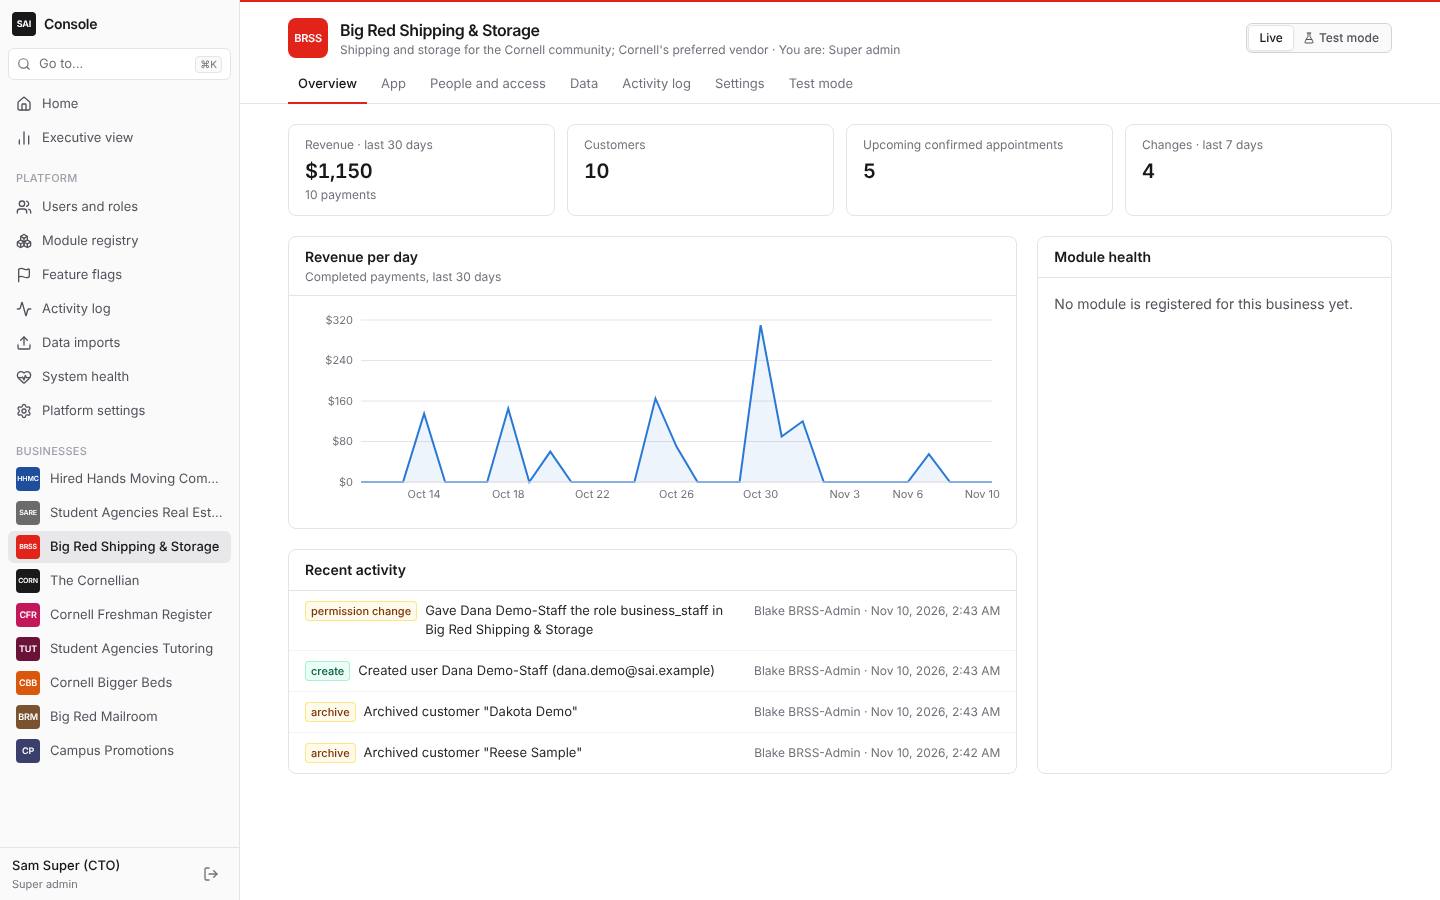 SAI Console
Go to... ⌘K
Home
Executive view
PLATFORM
Users and roles
Module registry
Feature flags
Activity log
Data imports
System health
Platform settings
BUSINESSES
HHMC Hired Hands Moving Com...
SARE Student Agencies Real Est...
BRSS Big Red Shipping & Storage
CORN The Cornellian
CFR Cornell Freshman Register
TUT Student Agencies Tutoring
CBB Cornell Bigger Beds
BRM Big Red Mailroom
CP Campus Promotions
Sam Super (CTO)
Super admin
BRSS Big Red Shipping & Storage
Shipping and storage for the Cornell community; Cornell's preferred vendor · You are: Super admin
Live Test mode
Overview App People and access Data Activity log Settings Test mode
Revenue · last 30 days
$1,150
10 payments
Customers
10
Upcoming confirmed appointments
5
Changes · last 7 days
4
Revenue per day
Completed payments, last 30 days
$320
$240
$160
$80
$0
Oct 14 Oct 18 Oct 22 Oct 26 Oct 30 Nov 3 Nov 6 Nov 10
Module health
No module is registered for this business yet.
Recent activity
permission change Gave Dana Demo-Staff the role business_staff in Blake BRSS-Admin · Nov 10, 2026, 2:43 AM
Big Red Shipping & Storage
create Created user Dana Demo-Staff (dana.demo@sai.example) Blake BRSS-Admin · Nov 10, 2026, 2:43 AM
archive Archived customer "Dakota Demo" Blake BRSS-Admin · Nov 10, 2026, 2:43 AM
archive Archived customer "Reese Sample" Blake BRSS-Admin · Nov 10, 2026, 2:42 AM